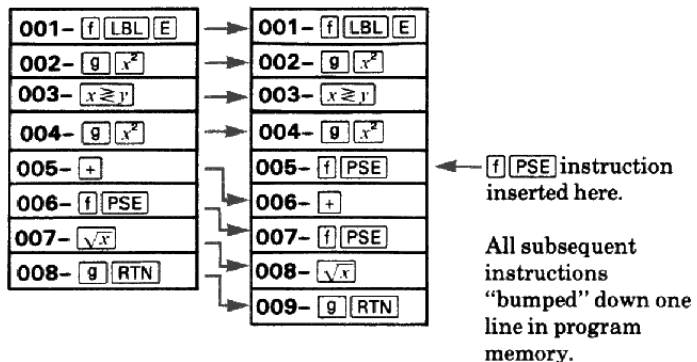 001– f LBL E
002– g x²
003– x≷y
004– g x²
005– +
006– f PSE
007– √x
008– g RTN
001– f LBL E
002– g x²
003– x≷y
004– g x²
005– f PSE
006– +
007– f PSE
008– √x
009– g RTN
f PSE instruction
inserted here.
All subsequent
instructions
“bumped” down one
line in program
memory.